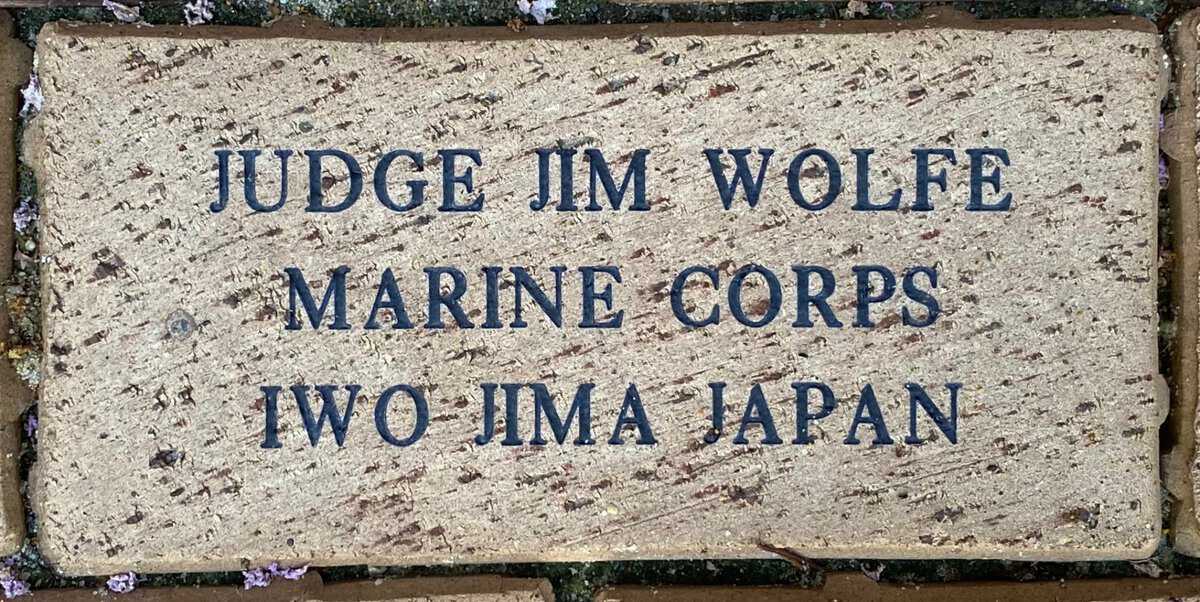 JUDGE JIM WOLFE
MARINE CORPS
IWO JIMA JAPAN